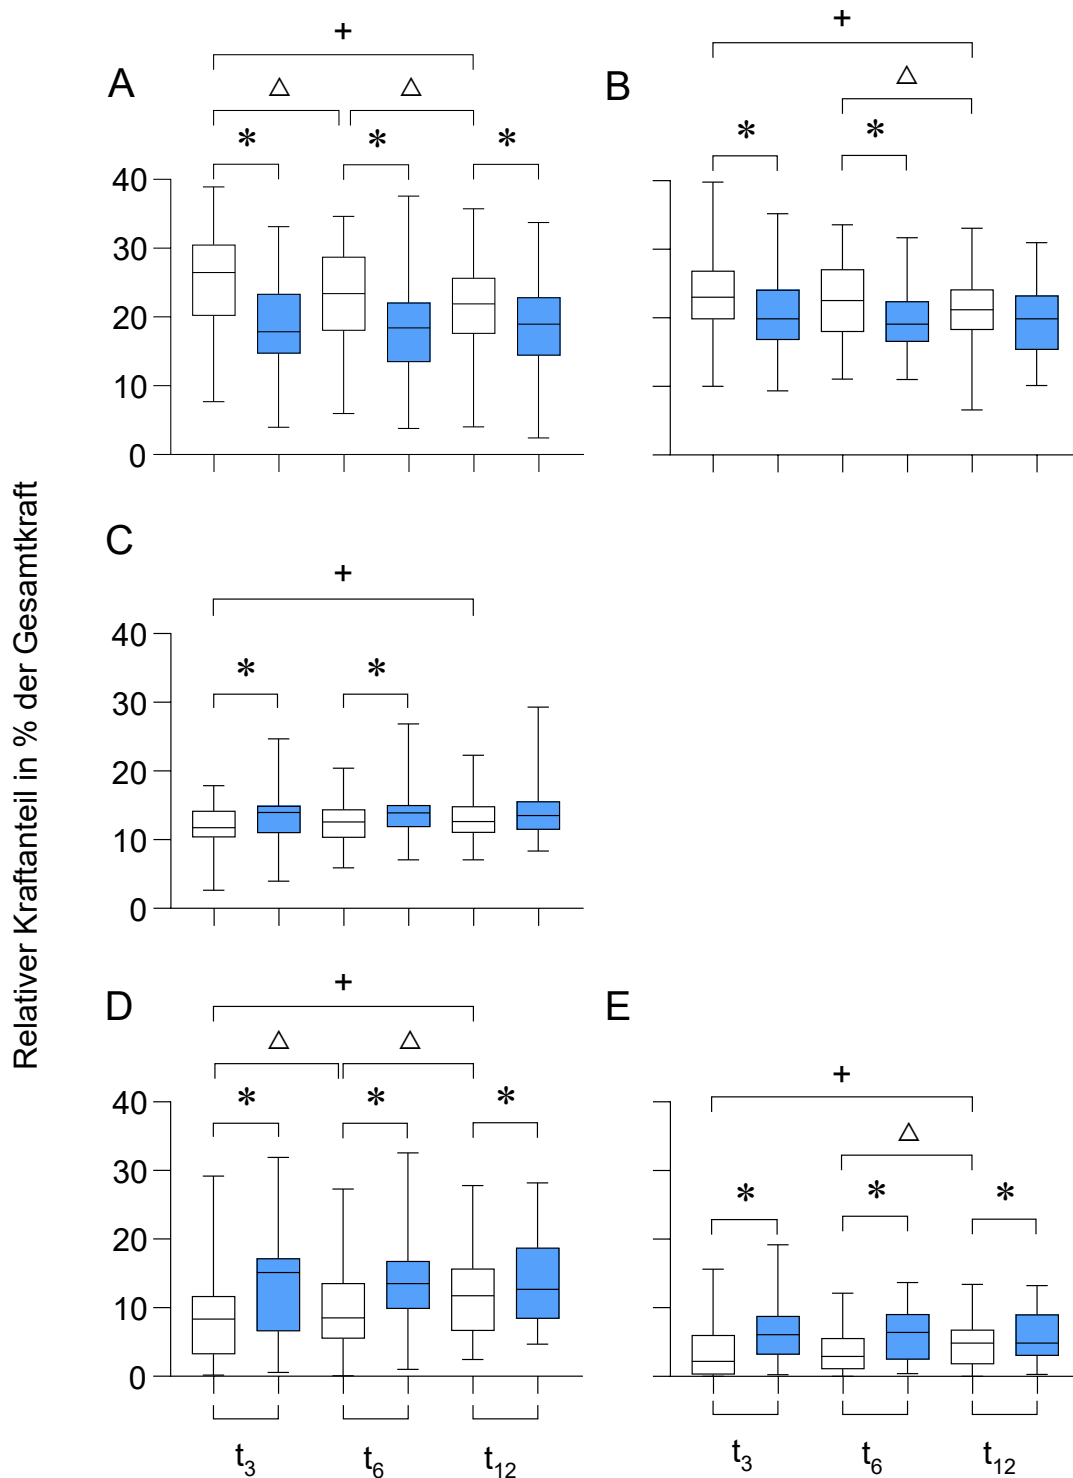 Relativer Kraftanteil in % der Gesamtkraft
+
A
△ △
* * *
40
30
20
10
0
+
B
△
* *
C
+
* *
40
30
20
10
0
+
D
△ △
* * *
40
30
20
10
0
t₃ t₆ t₁₂
E
+
△
* * *
t₃ t₆ t₁₂